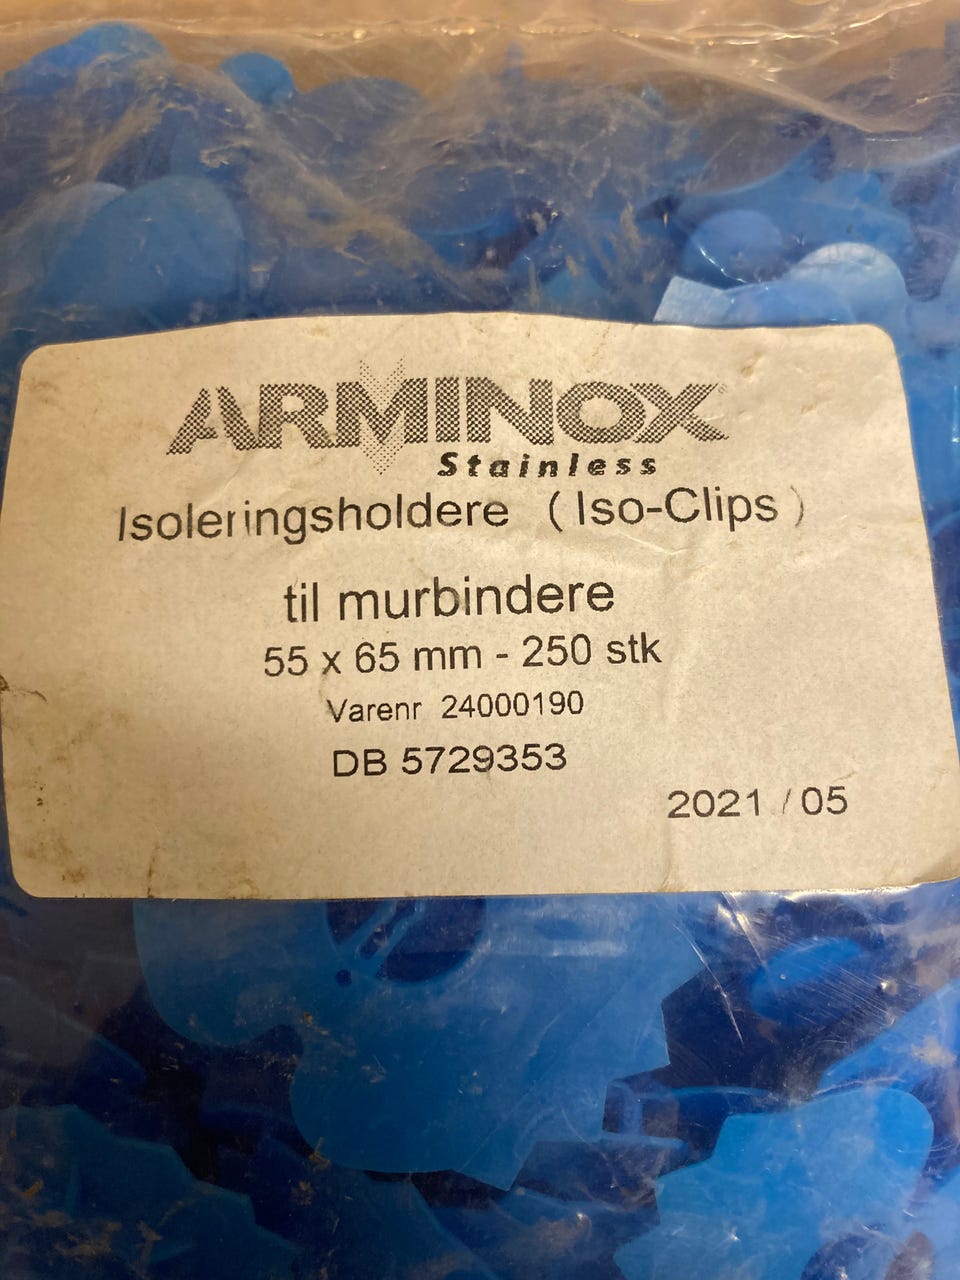 ARMINOX
Stainless
Isoleringsholdere (Iso-Clips)
til murbindere
55 x 65 mm - 250 stk
Varenr 24000190
DB 5729353
2021 / 05